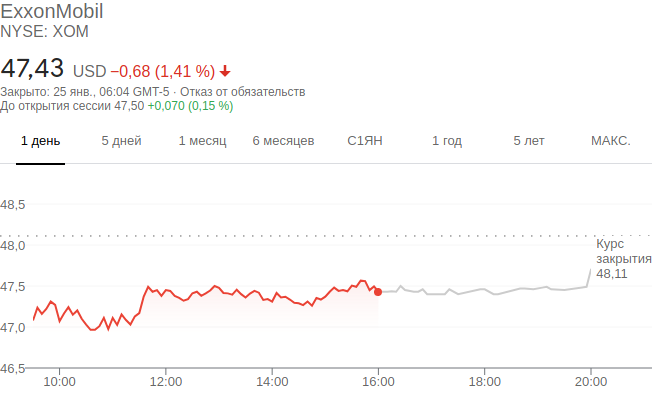 ExxonMobil
NYSE: XOM
47,43 USD −0,68 (1,41 %)
Закрыто: 25 янв., 06:04 GMT-5 · Отказ от обязательств
До открытия сессии 47,50 +0,070 (0,15 %)
1 день 5 дней 1 месяц 6 месяцев С1ЯН 1 год 5 лет МАКС.
48,5
48,0
Курс
закрытия
48,11
47,5
47,0
46,5
10:00 12:00 14:00 16:00 18:00 20:00